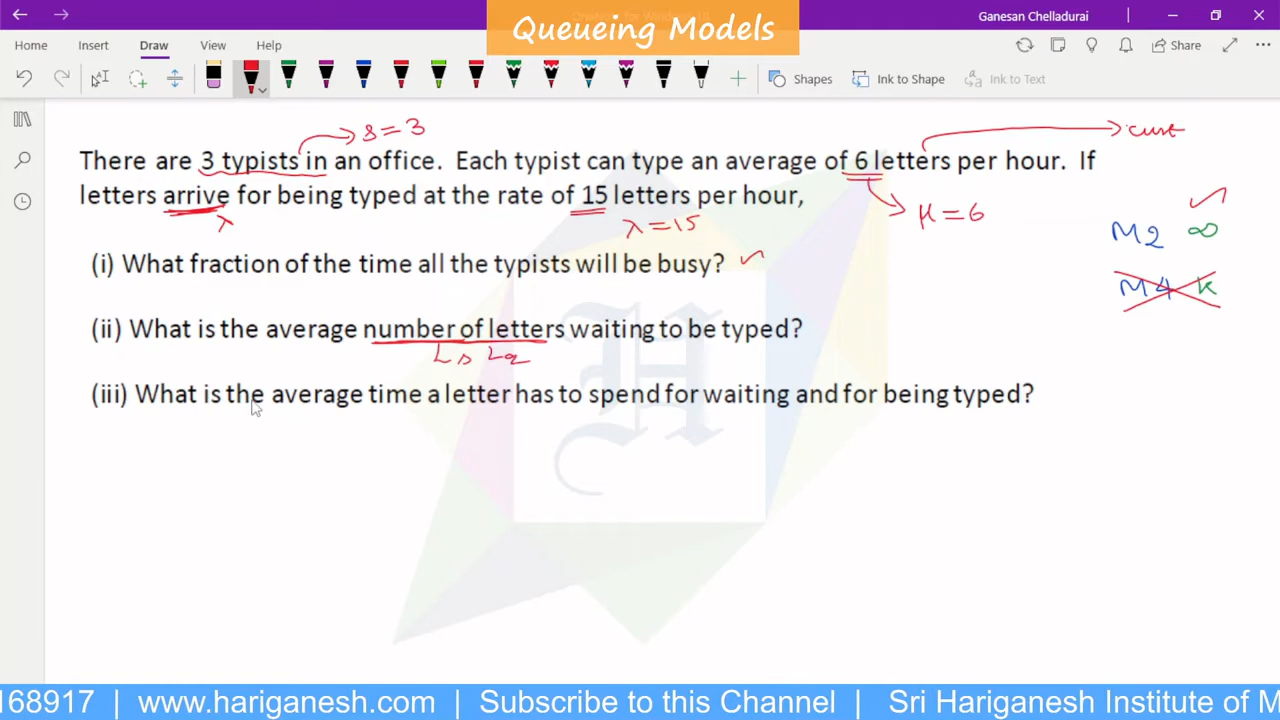 Queueing Models
Ganesan Chelladurai
Home Insert Draw View Help
Share
Shapes Ink to Shape Ink to Text
s=3
cust
There are 3 typists in an office. Each typist can type an average of 6 letters per hour. If
letters arrive for being typed at the rate of 15 letters per hour,
λ
λ=15
μ=6
M2 ∞
(i) What fraction of the time all the typists will be busy?
M4 K
(ii) What is the average number of letters waiting to be typed?
Ls Lq
(iii) What is the average time a letter has to spend for waiting and for being typed?
H
168917 | www.hariganesh.com | Subscribe to this Channel | Sri Hariganesh Institute of M